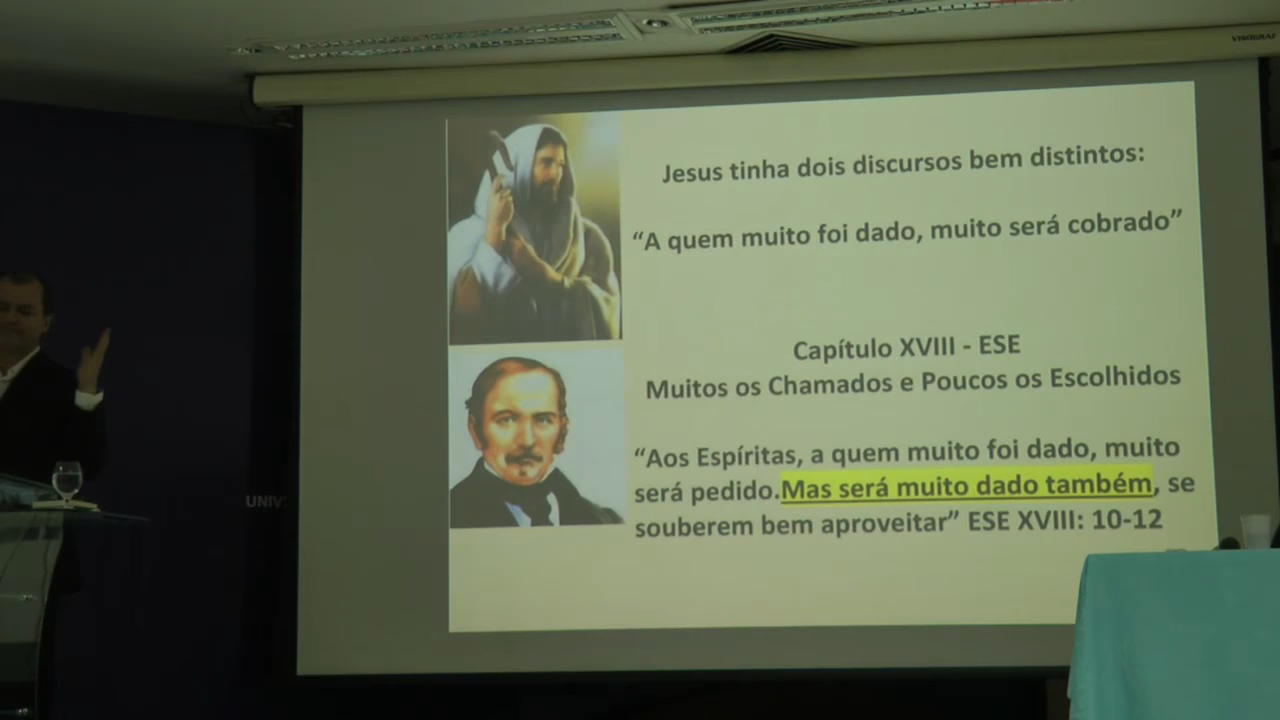 Jesus tinha dois discursos bem distintos:
“A quem muito foi dado, muito será cobrado”
Capítulo XVIII - ESE
Muitos os Chamados e Poucos os Escolhidos
“Aos Espíritas, a quem muito foi dado, muito
será pedido.Mas será muito dado também, se
souberem bem aproveitar” ESE XVIII: 10-12
UNIV